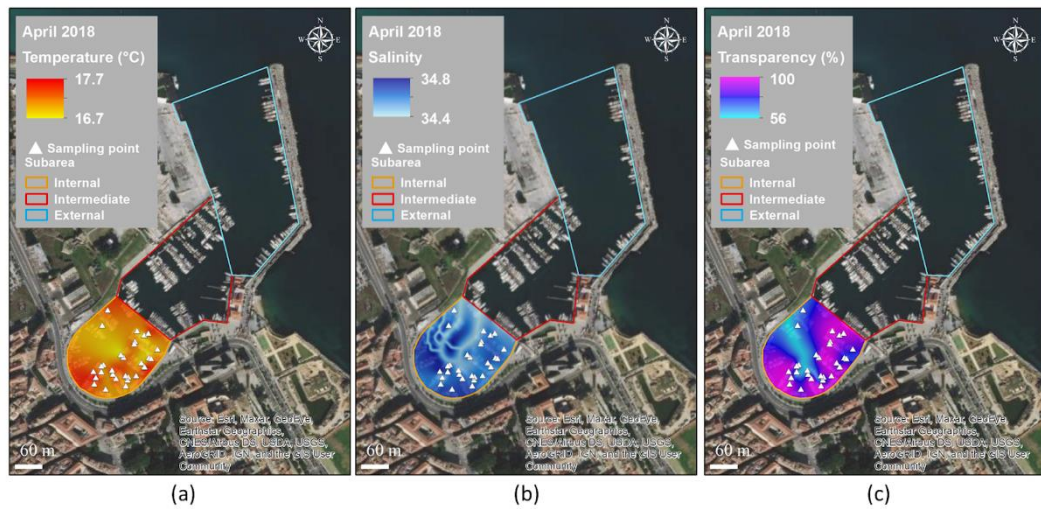 April 2018
Temperature (°C)
17.7
16.7
Sampling point
Subarea
Internal
Intermediate
External
N
W E
S
Source: Esri, Maxar, GeoEye,
Earthstar Geographics,
CNES/Airbus DS, USDA, USGS,
AeroGRID, IGN, and the GIS User
Community
60 m
(a)
April 2018
Salinity
34.8
34.4
Sampling point
Subarea
Internal
Intermediate
External
N
W E
S
Source: Esri, Maxar, GeoEye,
Earthstar Geographics,
CNES/Airbus DS, USDA, USGS,
AeroGRID, IGN, and the GIS User
Community
60 m
(b)
April 2018
Transparency (%)
100
56
Sampling point
Subarea
Internal
Intermediate
External
N
W E
S
Source: Esri, Maxar, GeoEye,
Earthstar Geographics,
CNES/Airbus DS, USDA, USGS,
AeroGRID, IGN, and the GIS User
Community
60 m
(c)